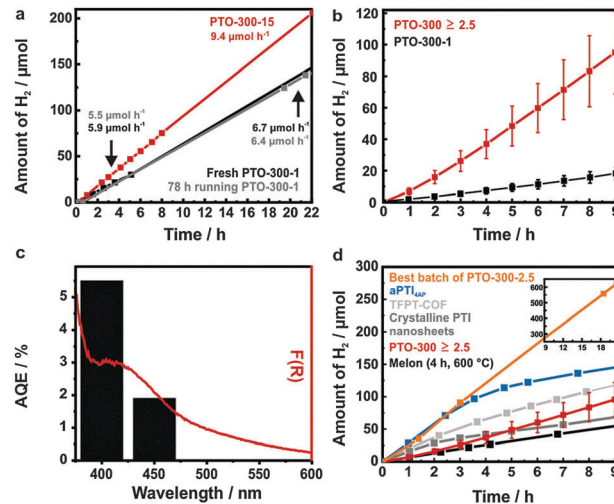 a
Amount of H₂ / µmol
200
150
100
50
25
0
PTO-300-15
9.4 µmol h⁻¹
5.5 µmol h⁻¹
5.9 µmol h⁻¹
6.7 µmol h⁻¹
6.4 µmol h⁻¹
Fresh PTO-300-1
78 h running PTO-300-1
0 2 4 6 8 10 12 14 16 18 20 22
Time / h
b
Amount of H₂ / µmol
120
100
80
60
40
20
0
PTO-300 ≥ 2.5
PTO-300-1
0 1 2 3 4 5 6 7 8 9
Time / h
c
AQE / %
5
4
3
2
1
0
F(R)
400 450 500 550 600
Wavelength / nm
d
Amount of H₂ / µmol
300
250
200
150
100
50
0
Best batch of PTO-300-2.5
aPTI₄AP
TFPT-COF
Crystalline PTI
nanosheets
PTO-300 ≥ 2.5
Melon (4 h, 600 °C)
600
500
400
300
9 12 15 18
0 1 2 3 4 5 6 7 8 9
Time / h